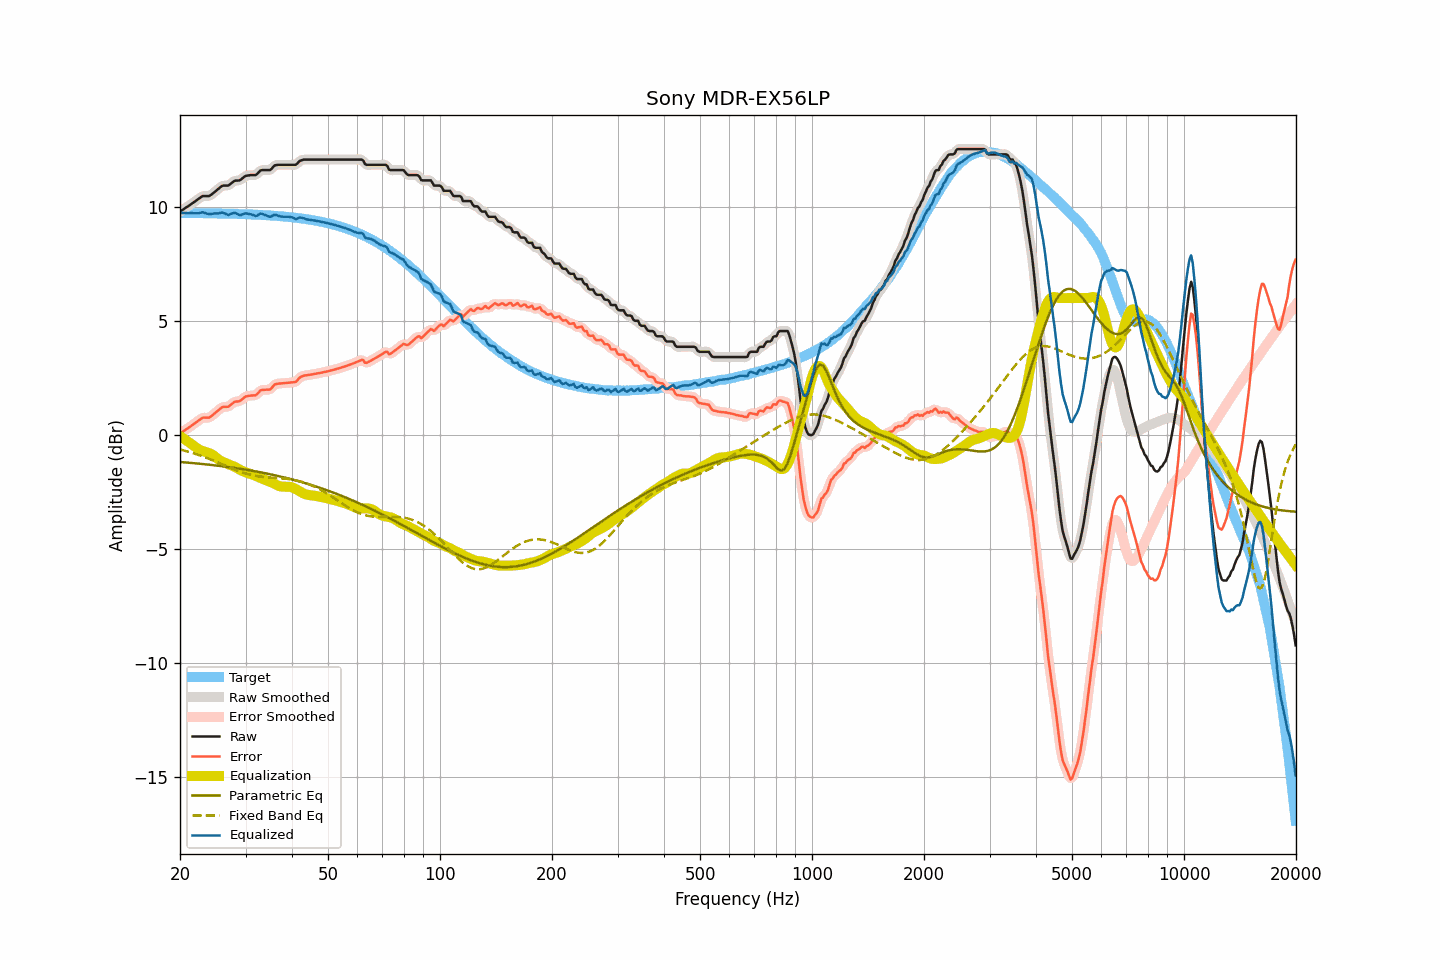 Sony MDR-EX56LP
10
5
0
−5
−10
−15
Amplitude (dBr)
Target
Raw Smoothed
Error Smoothed
Raw
Error
Equalization
Parametric Eq
Fixed Band Eq
Equalized
20 50 100 200 500 1000 2000 5000 10000 20000
Frequency (Hz)